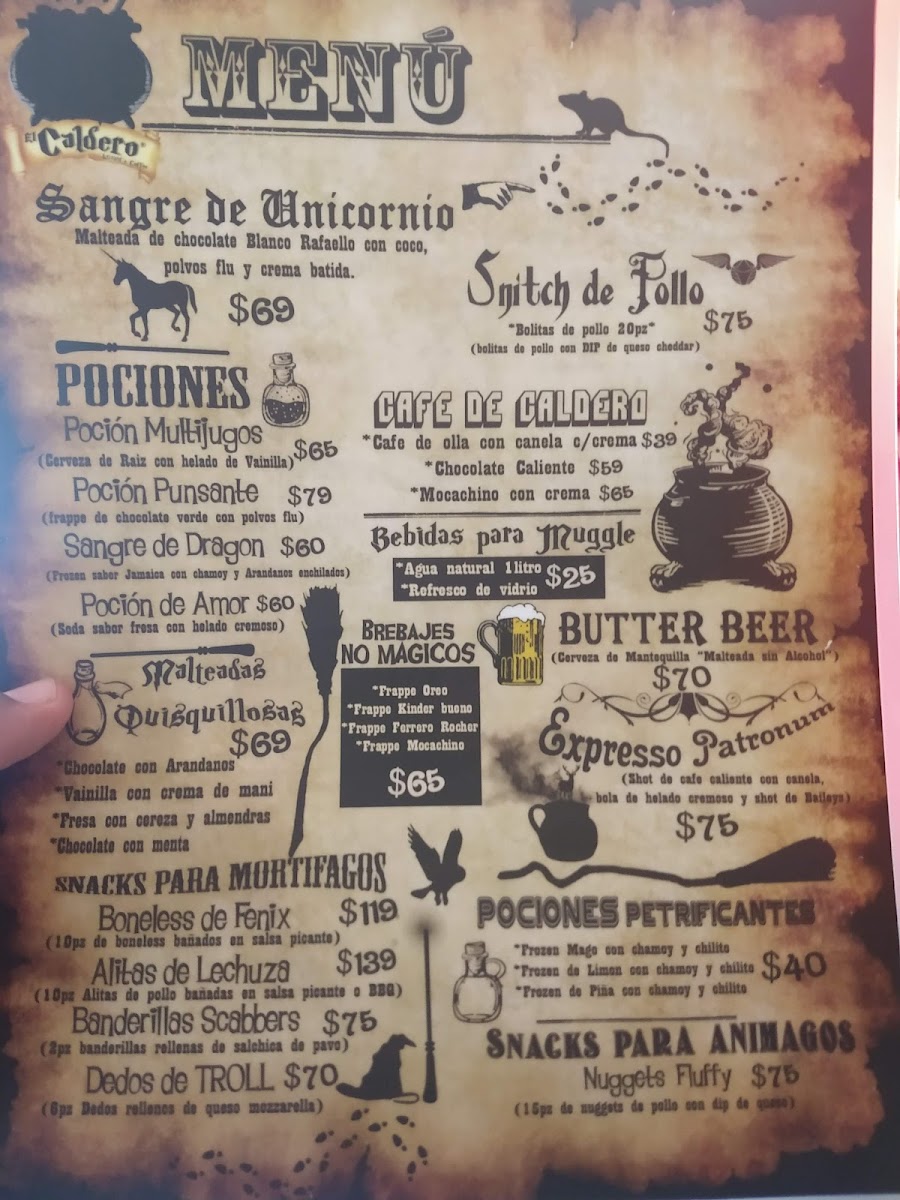 MENÚ
El Caldero
Sangre de Unicornio
Malteada de chocolate Blanco Rafaello con coco,
polvos flu y crema batida.
$69
Snitch de Pollo
*Bolitas de pollo 20pz* $75
(bolitas de pollo con DIP de queso cheddar)
POCIONES
Poción Multijugos
(Cerveza de Raiz con helado de Vainilla) $65
Poción Punsante $79
(frappe de chocolate verde con polvos flu)
Sangre de Dragon $60
(Frozen sabor Jamaica con chamoy y Arandanos enchilados)
Poción de Amor $60
(Soda sabor fresa con helado cremoso)
CAFE DE CALDERO
*Cafe de olla con canela c/crema $39
*Chocolate Caliente $59
*Mocachino con crema $65
Bebidas para Muggle
*Agua natural 1litro
*Refresco de vidrio $25
BREBAJES
NO MAGICOS
*Frappe Oreo
*Frappe Kinder bueno
*Frappe Ferrero Rocher
*Frappe Mocachino
$65
BUTTER BEER
(Cerveza de Mantequilla "Malteada sin Alcohol")
$70
Expresso Patronum
(Shot de cafe caliente con canela,
bola de helado cremoso y shot de Baileys)
$75
Malteadas
Quisquillosas
$69
*Chocolate con Arandanos
*Vainilla con crema de mani
*Fresa con cereza y almendras
*Chocolate con menta
SNACKS PARA MORTIFAGOS
Boneless de Fenix $119
(10pz de boneless bañados en salsa picante)
Alitas de Lechuza $139
(10pz Alitas de pollo bañadas en salsa picante o BBQ)
Banderillas Scabbers $75
(2pz banderillas rellenas de salchica de pavo)
Dedos de TROLL $70
(6pz Dedos rellenos de queso mozzarella)
POCIONES PETRIFICANTES
*Frozen Mago con chamoy y chilito
*Frozen de Limon con chamoy y chilito $40
*Frozen de Piña con chamoy y chilito
SNACKS PARA ANIMAGOS
Nuggets Fluffy $75
(15pz de nuggets de pollo con dip de queso)